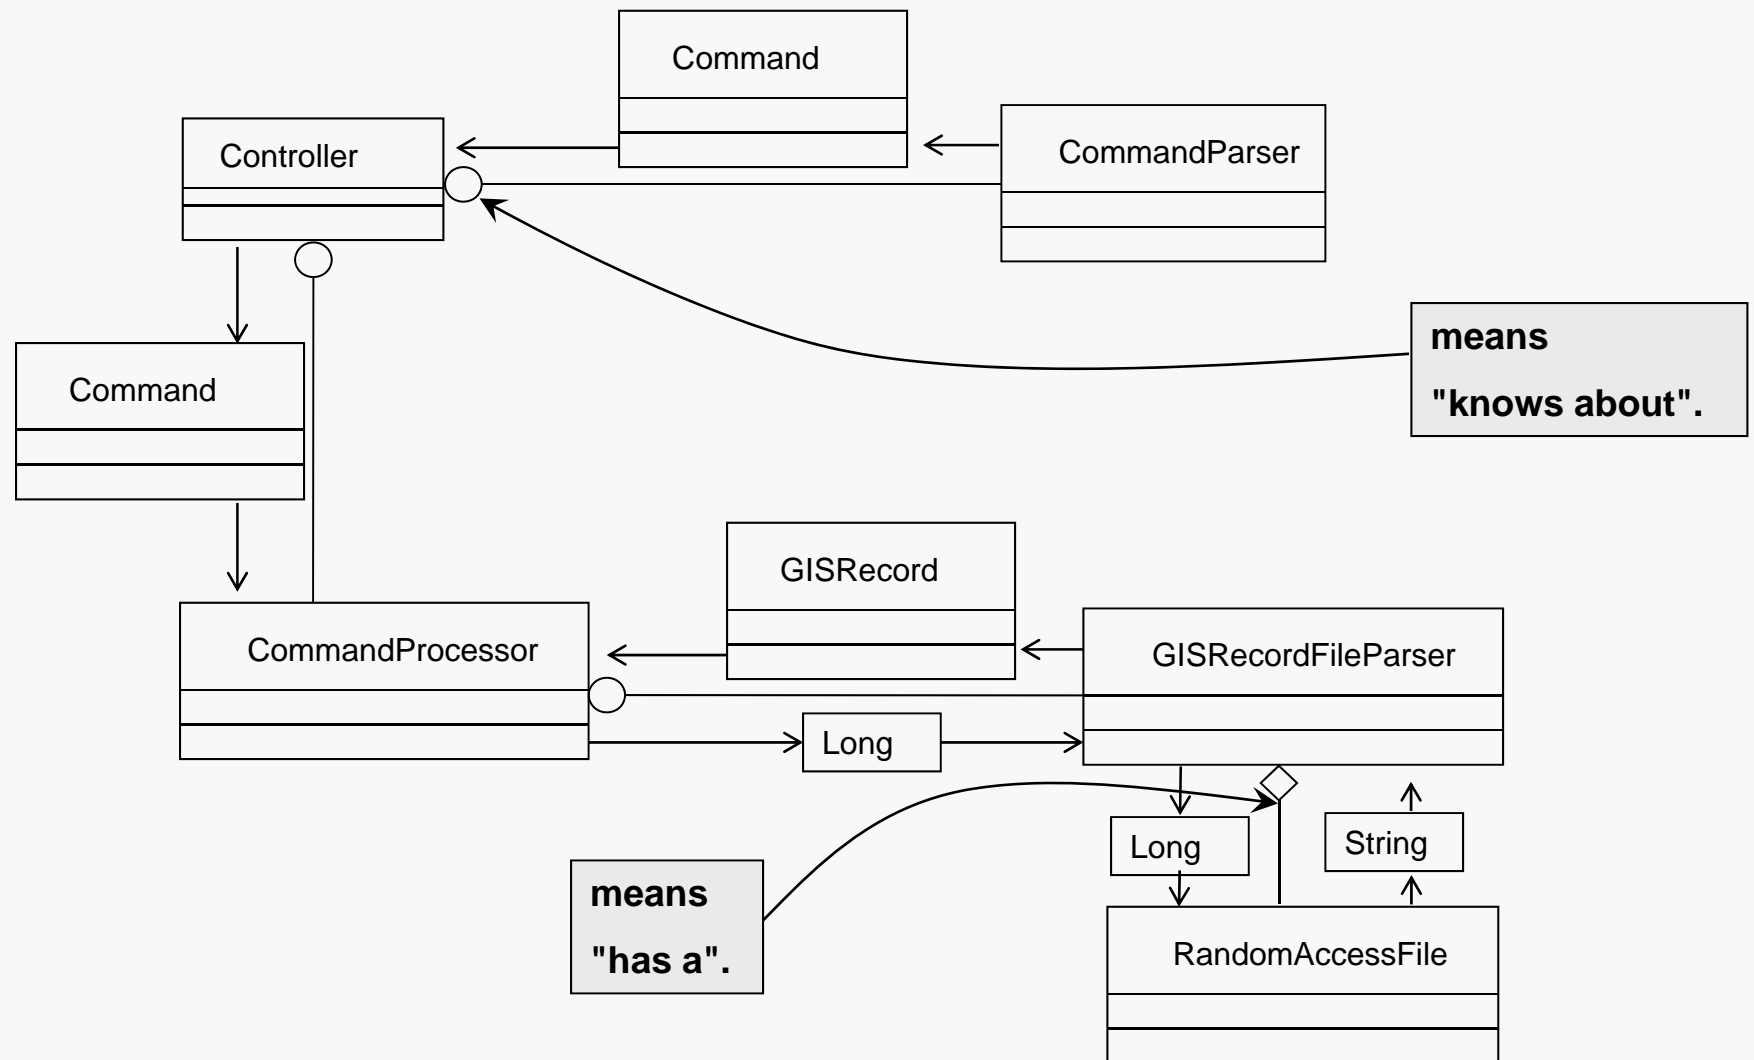 Command
Controller
CommandParser
means
"knows about".
Command
GISRecord
CommandProcessor
GISRecordFileParser
Long
Long
String
means
"has a".
RandomAccessFile